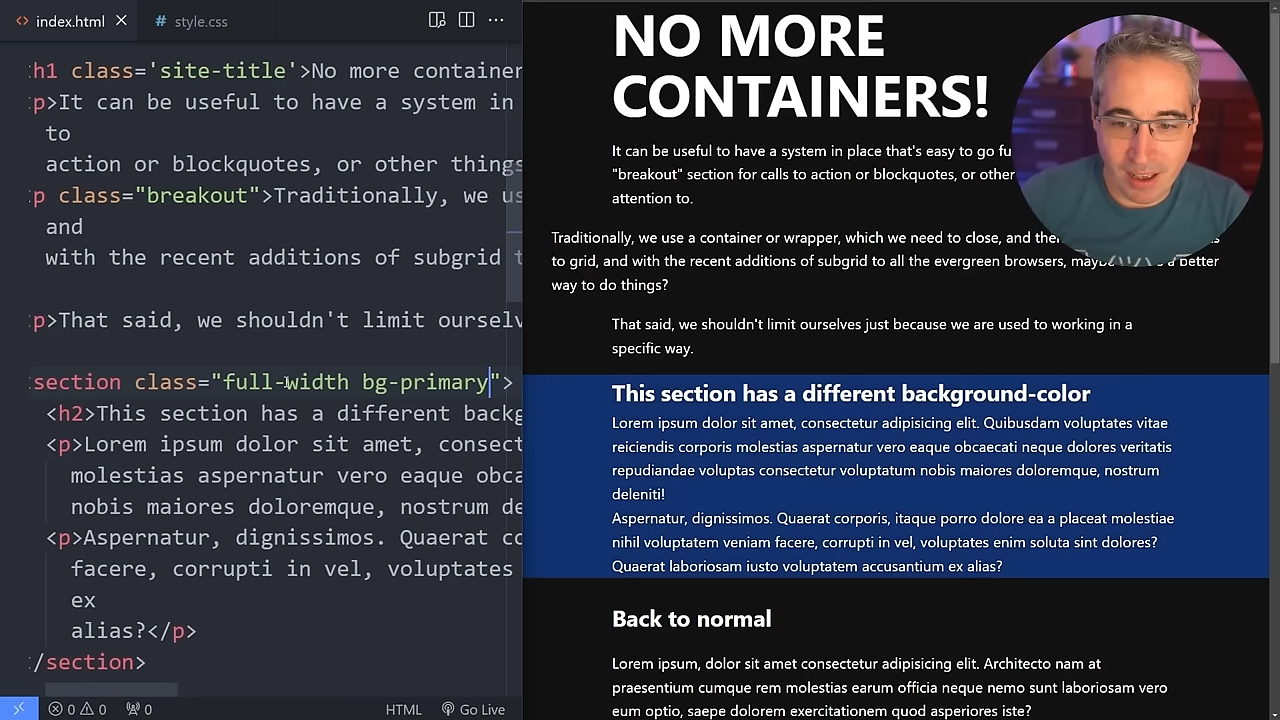 index.html
style.css
h1 class='site-title'>No more container
p>It can be useful to have a system in
to
action or blockquotes, or other things
p class="breakout">Traditionally, we us
and
with the recent additions of subgrid t
p>That said, we shouldn't limit ourselv
section class="full-width bg-primary">
<h2>This section has a different backg
<p>Lorem ipsum dolor sit amet, consect
molestias aspernatur vero eaque obca
nobis maiores doloremque, nostrum de
<p>Aspernatur, dignissimos. Quaerat co
facere, corrupti in vel, voluptates
ex
alias?</p>
/section>
0 0 0 HTML Go Live
NO MORE
CONTAINERS!
It can be useful to have a system in place that's easy to go fu
"breakout" section for calls to action or blockquotes, or other
attention to.
Traditionally, we use a container or wrapper, which we need to close, and the
to grid, and with the recent additions of subgrid to all the evergreen browsers, maybe a better
way to do things?
That said, we shouldn't limit ourselves just because we are used to working in a
specific way.
This section has a different background-color
Lorem ipsum dolor sit amet, consectetur adipisicing elit. Quibusdam voluptates vitae
reiciendis corporis molestias aspernatur vero eaque obcaecati neque dolores veritatis
repudiandae voluptas consectetur voluptatum nobis maiores doloremque, nostrum
deleniti!
Aspernatur, dignissimos. Quaerat corporis, itaque porro dolore ea a placeat molestiae
nihil voluptatem veniam facere, corrupti in vel, voluptates enim soluta sint dolores?
Quaerat laboriosam iusto voluptatem accusantium ex alias?
Back to normal
Lorem ipsum, dolor sit amet consectetur adipisicing elit. Architecto nam at
praesentium cumque rem molestias earum officia neque nemo sunt laboriosam vero
eum optio, saepe dolorem exercitationem quod asperiores iste?